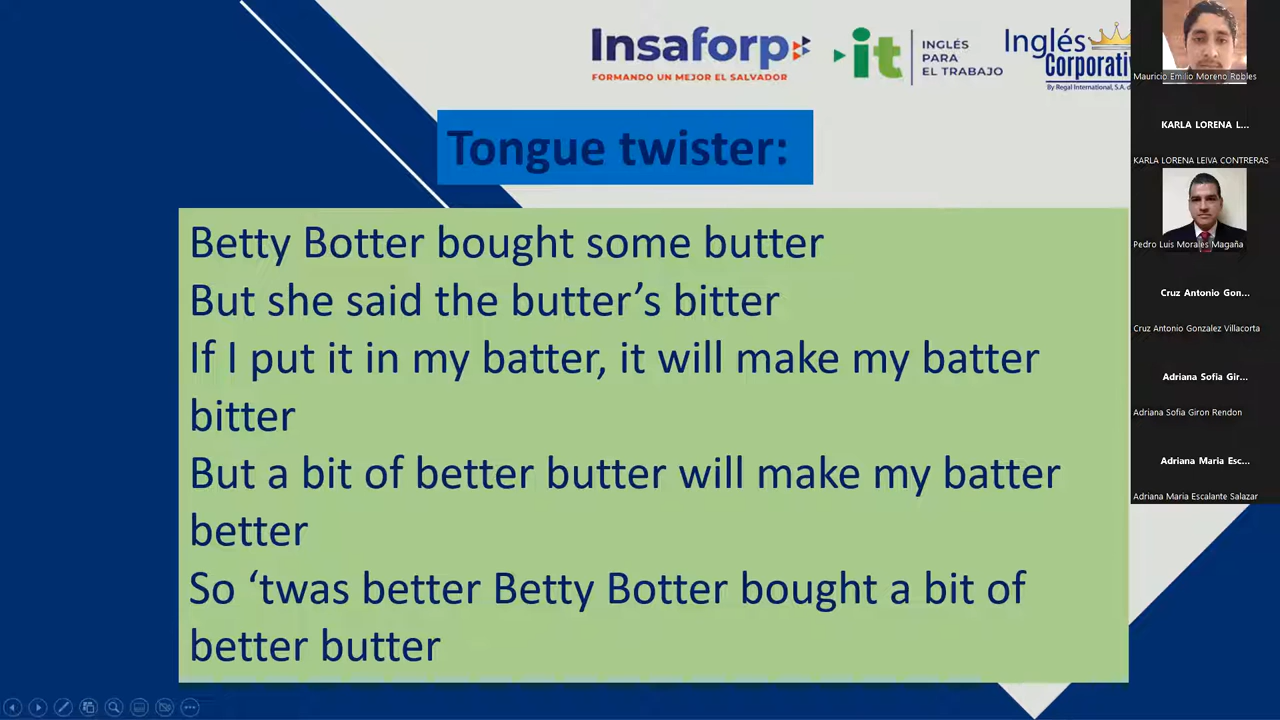 Insaforp
FORMANDO UN MEJOR EL SALVADOR
it
INGLÉS
PARA
EL TRABAJO
Inglés
Corporativ
By Regal International, S.A. d
Tongue twister:
Betty Botter bought some butter
But she said the butter’s bitter
If I put it in my batter, it will make my batter
bitter
But a bit of better butter will make my batter
better
So ‘twas better Betty Botter bought a bit of
better butter
Mauricio Emilio Moreno Robles
KARLA LORENA L...
KARLA LORENA LEIVA CONTRERAS
Pedro Luis Morales Magaña
Cruz Antonio Gon...
Cruz Antonio Gonzalez Villacorta
Adriana Sofia Gir...
Adriana Sofia Giron Rendon
Adriana Maria Esc...
Adriana Maria Escalante Salazar